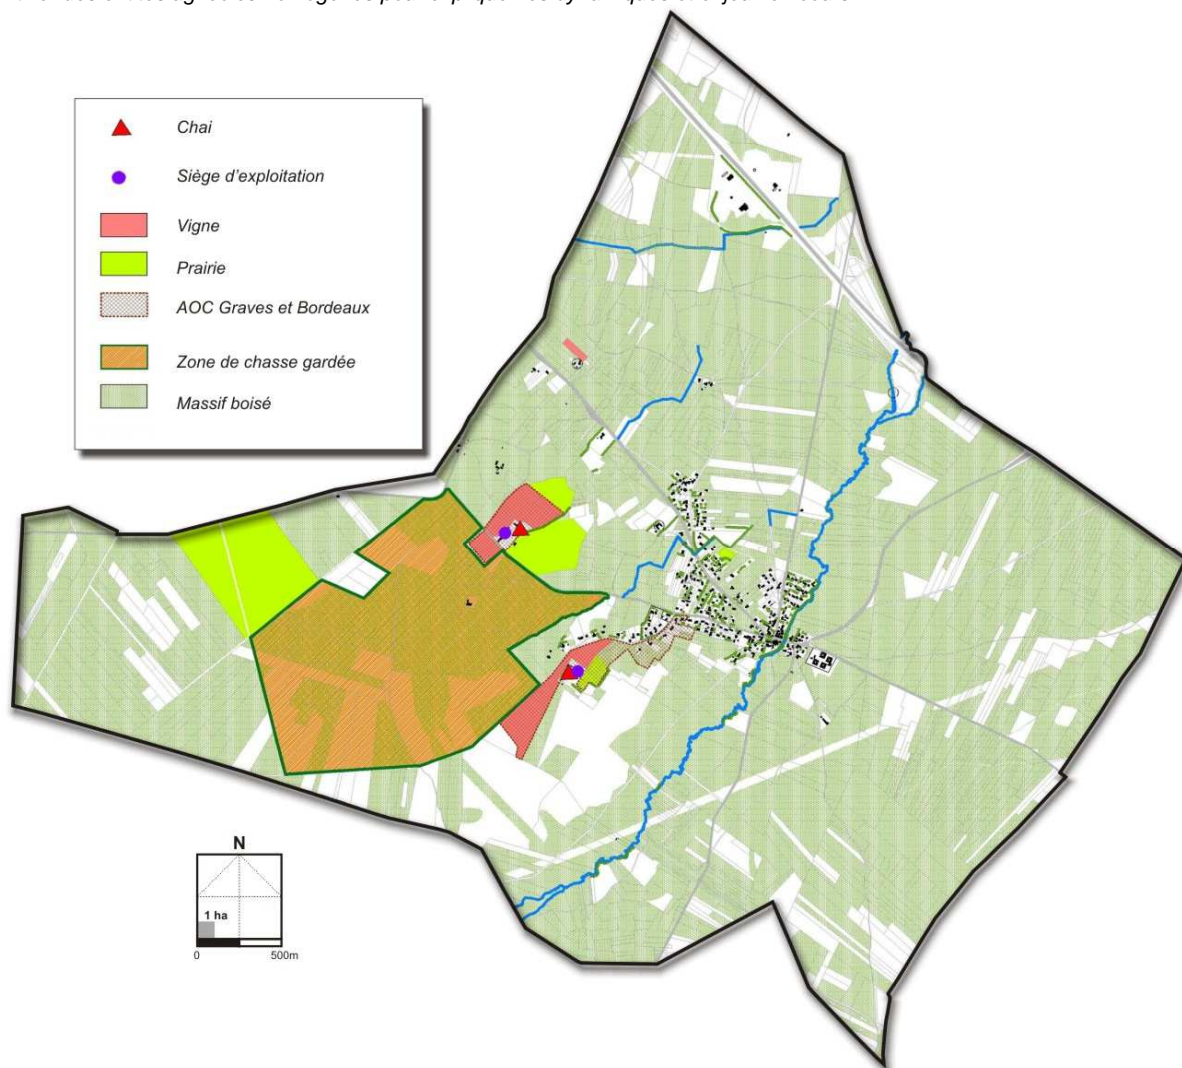 Chai
Siège d'exploitation
Vigne
Prairie
AOC Graves et Bordeaux
Zone de chasse gardée
Massif boisé
N
1 ha
0 500m